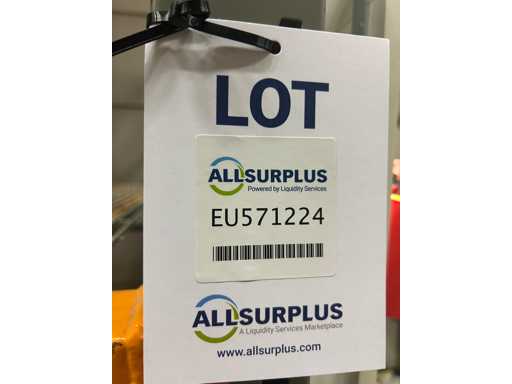 LOT
ALLSURPLUS
Powered by Liquidity Services
EU571224
ALLSURPLUS
A Liquidity Services Marketplace
www.allsurplus.com